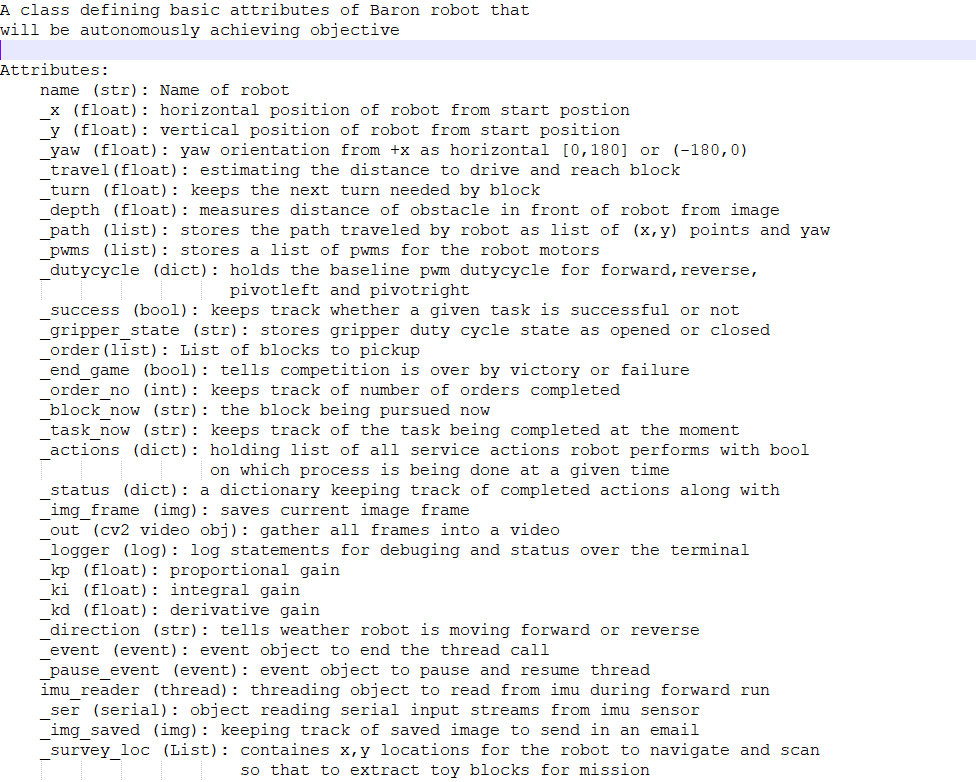 A class defining basic attributes of Baron robot that
will be autonomously achieving objective
Attributes:
name (str): Name of robot
_x (float): horizontal position of robot from start postion
_y (float): vertical position of robot from start position
_yaw (float): yaw orientation from +x as horizontal [0,180] or (-180,0)
_travel(float): estimating the distance to drive and reach block
_turn (float): keeps the next turn needed by block
_depth (float): measures distance of obstacle in front of robot from image
_path (list): stores the path traveled by robot as list of (x,y) points and yaw
_pwms (list): stores a list of pwms for the robot motors
_dutycycle (dict): holds the baseline pwm dutycycle for forward,reverse,
pivotleft and pivotright
_success (bool): keeps track whether a given task is successful or not
_gripper_state (str): stores gripper duty cycle state as opened or closed
_order(list): List of blocks to pickup
_end_game (bool): tells competition is over by victory or failure
_order_no (int): keeps track of number of orders completed
_block_now (str): the block being pursued now
_task_now (str): keeps track of the task being completed at the moment
_actions (dict): holding list of all service actions robot performs with bool
on which process is being done at a given time
_status (dict): a dictionary keeping track of completed actions along with
_img_frame (img): saves current image frame
_out (cv2 video obj): gather all frames into a video
_logger (log): log statements for debuging and status over the terminal
_kp (float): proportional gain
_ki (float): integral gain
_kd (float): derivative gain
_direction (str): tells weather robot is moving forward or reverse
_event (event): event object to end the thread call
_pause_event (event): event object to pause and resume thread
imu_reader (thread): threading object to read from imu during forward run
_ser (serial): object reading serial input streams from imu sensor
_img_saved (img): keeping track of saved image to send in an email
_survey_loc (List): containes x,y locations for the robot to navigate and scan
so that to extract toy blocks for mission